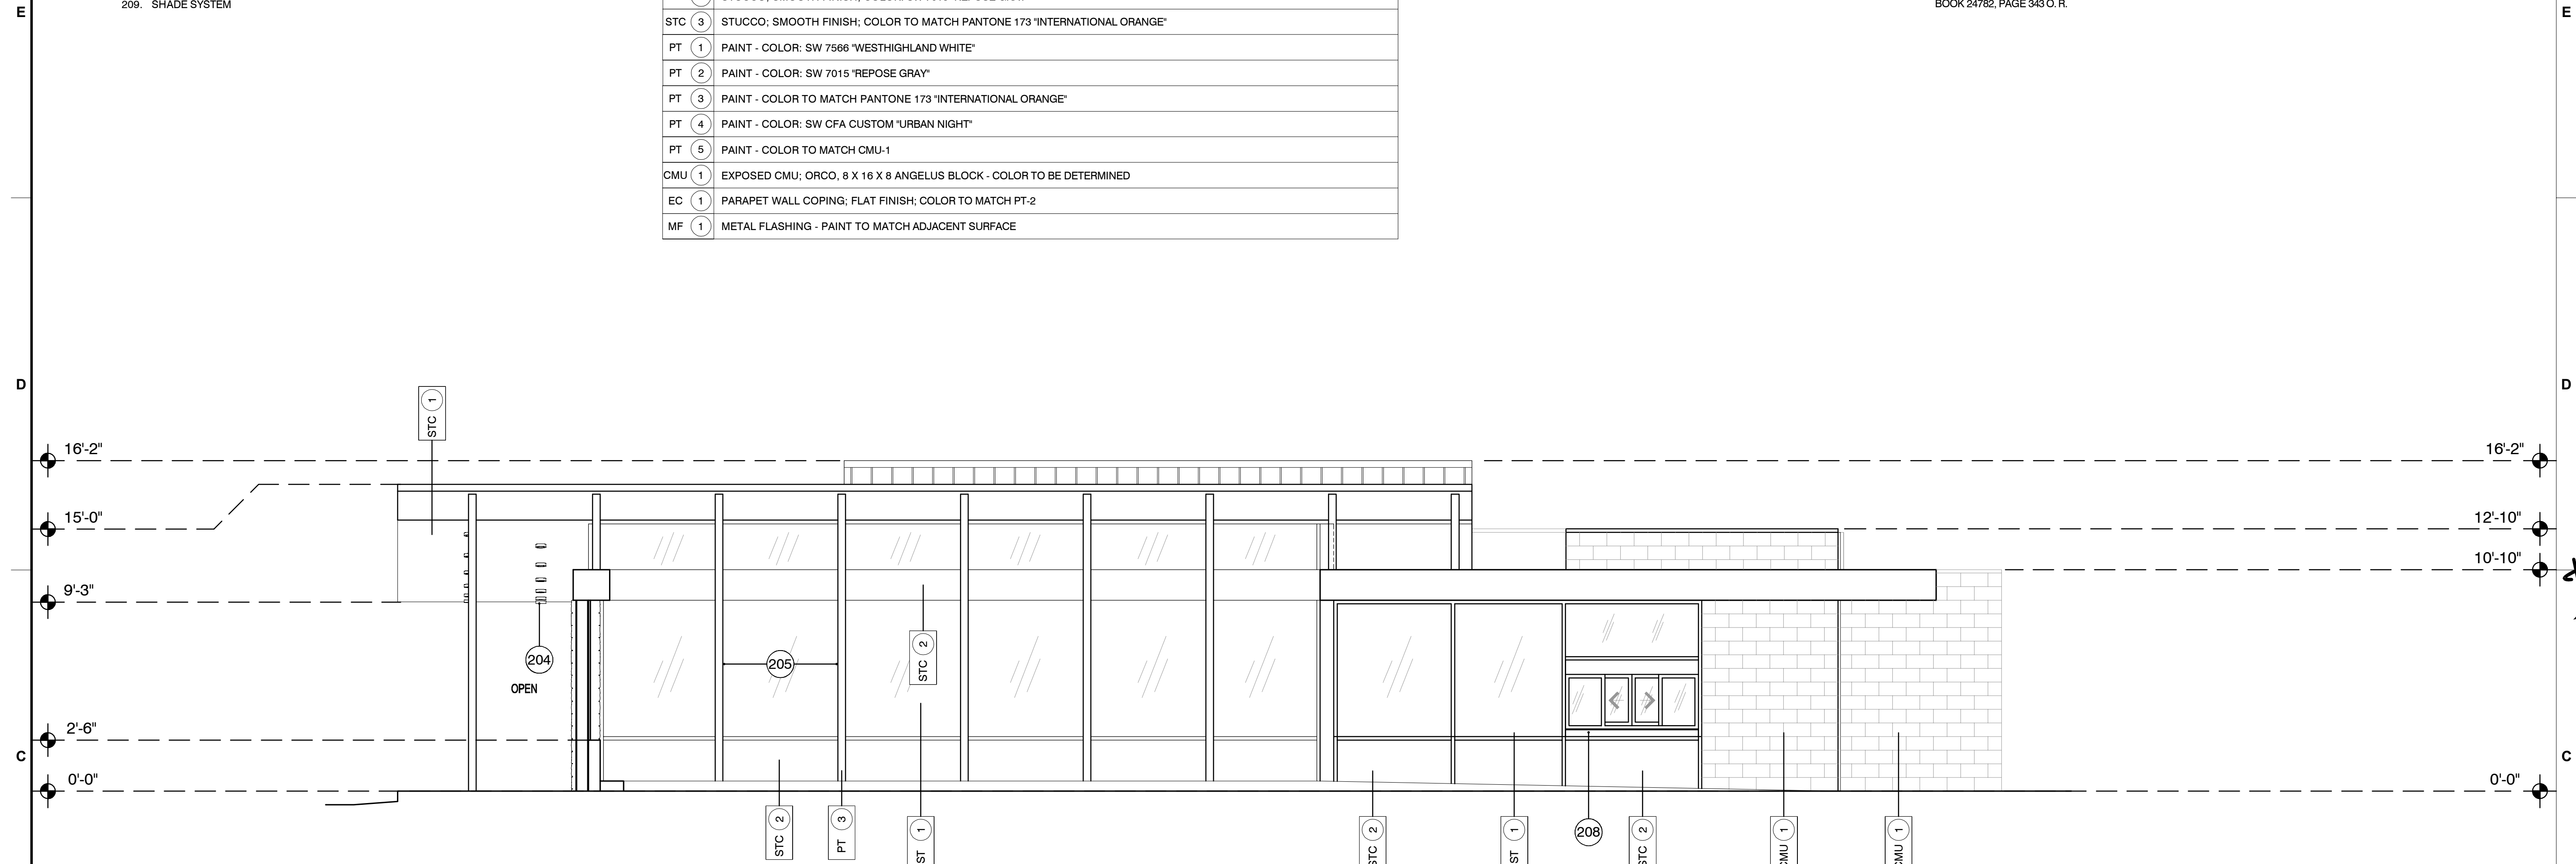 E
209. SHADE SYSTEM
BOOK 24782, PAGE 343 O. R.
E
STC 3 STUCCO; SMOOTH FINISH; COLOR TO MATCH PANTONE 173 "INTERNATIONAL ORANGE"
PT 1 PAINT - COLOR: SW 7566 "WESTHIGHLAND WHITE"
PT 2 PAINT - COLOR: SW 7015 "REPOSE GRAY"
PT 3 PAINT - COLOR TO MATCH PANTONE 173 "INTERNATIONAL ORANGE"
PT 4 PAINT - COLOR: SW CFA CUSTOM "URBAN NIGHT"
PT 5 PAINT - COLOR TO MATCH CMU-1
CMU 1 EXPOSED CMU; ORCO, 8 X 16 X 8 ANGELUS BLOCK - COLOR TO BE DETERMINED
EC 1 PARAPET WALL COPING; FLAT FINISH; COLOR TO MATCH PT-2
MF 1 METAL FLASHING - PAINT TO MATCH ADJACENT SURFACE
D
D
STC 1
16'-2"
16'-2"
15'-0"
12'-10"
10'-10"
9'-3"
STC 2
204
205
OPEN
2'-6"
C
C
0'-0"
0'-0"
STC 2
PT 3
ST 1
STC 2
ST 1
208
STC 2
CMU 1
CMU 1